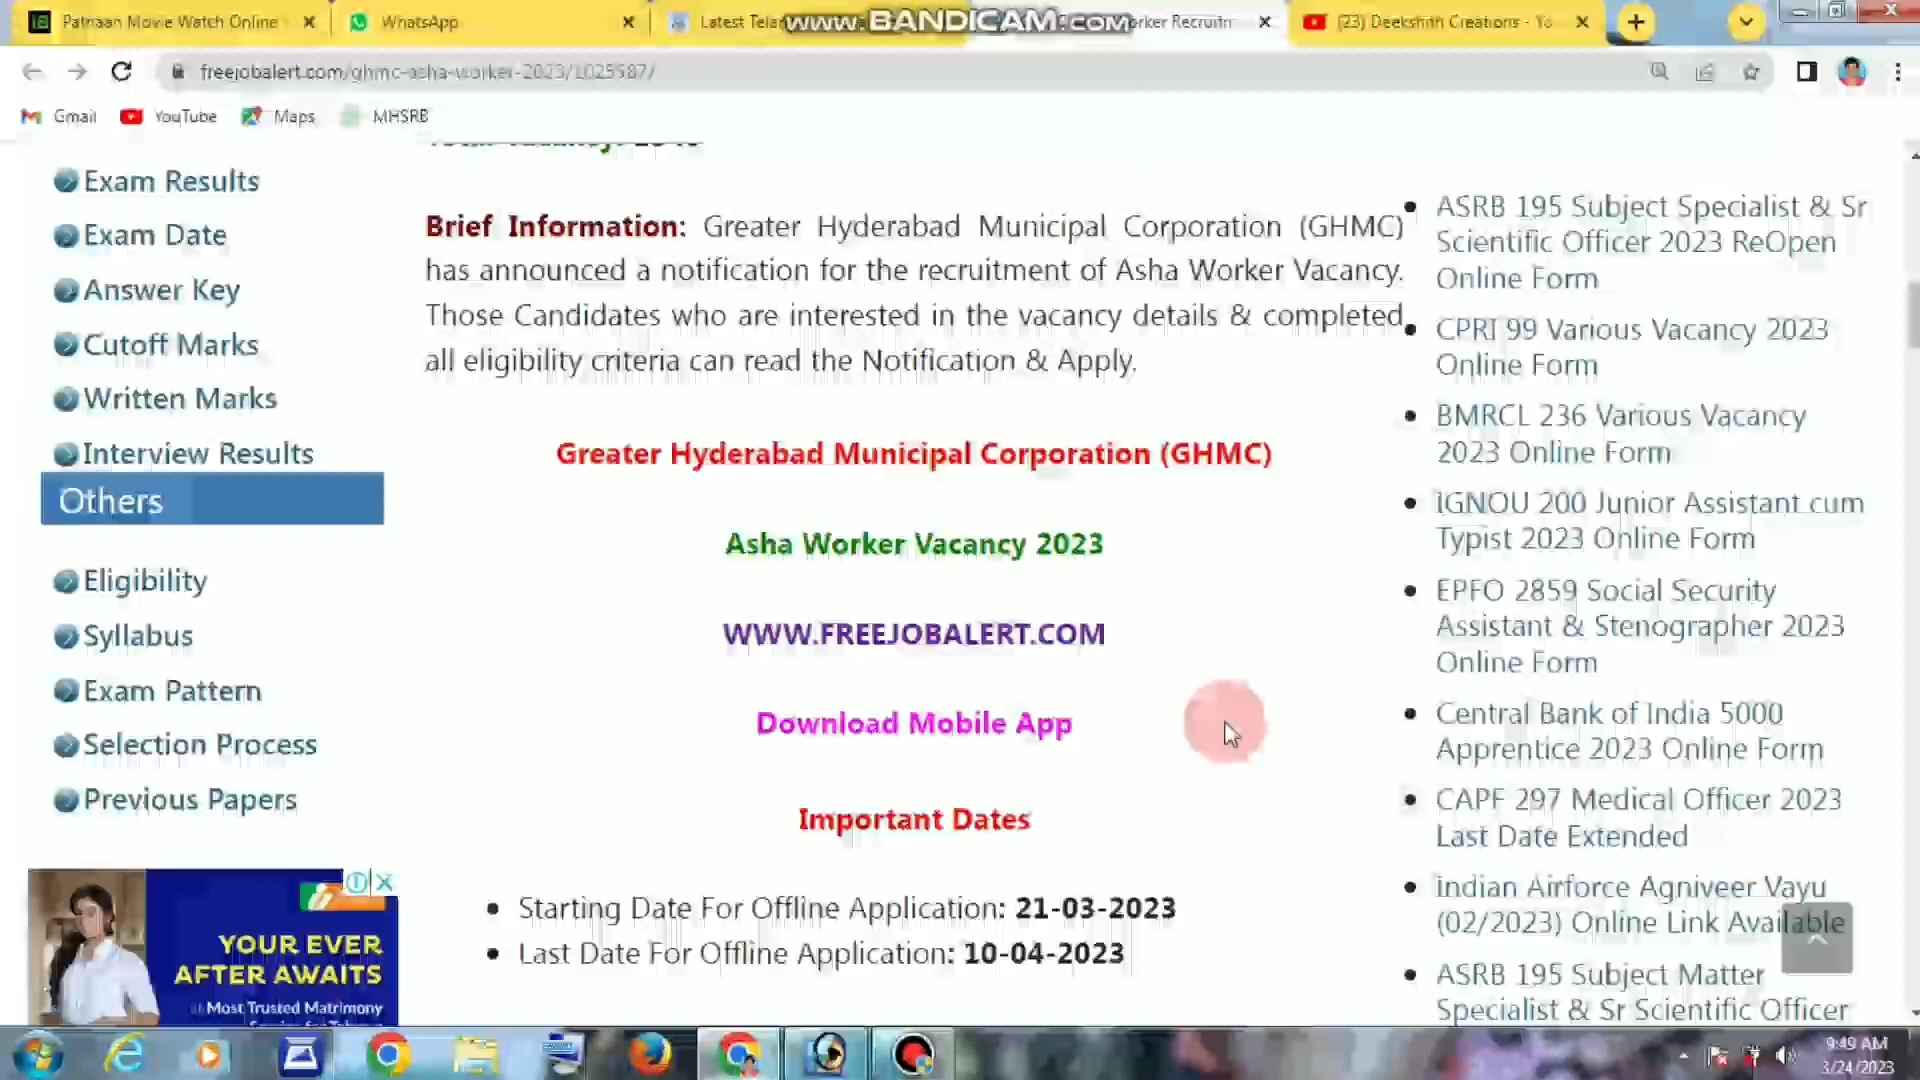 Pathaan Movie Watch Online
WhatsApp
Latest Telan
www.BANDICAM.com
orker Recruitm
(23) Deekshith Creations - Yo
freejobalert.com/ghmc-asha-worker-2023/1025587/
Gmail
YouTube
Maps
MHSRB
Exam Results
Exam Date
Answer Key
Cutoff Marks
Written Marks
Interview Results
Others
Eligibility
Syllabus
Exam Pattern
Selection Process
Previous Papers
YOUR EVER
AFTER AWAITS
Most Trusted Matrimony
Brief Information: Greater Hyderabad Municipal Corporation (GHMC)
has announced a notification for the recruitment of Asha Worker Vacancy.
Those Candidates who are interested in the vacancy details & completed
all eligibility criteria can read the Notification & Apply.
Greater Hyderabad Municipal Corporation (GHMC)
Asha Worker Vacancy 2023
WWW.FREEJOBALERT.COM
Download Mobile App
Important Dates
Starting Date For Offline Application: 21-03-2023
Last Date For Offline Application: 10-04-2023
ASRB 195 Subject Specialist & Sr
Scientific Officer 2023 ReOpen
Online Form
CPRI 99 Various Vacancy 2023
Online Form
BMRCL 236 Various Vacancy
2023 Online Form
IGNOU 200 Junior Assistant cum
Typist 2023 Online Form
EPFO 2859 Social Security
Assistant & Stenographer 2023
Online Form
Central Bank of India 5000
Apprentice 2023 Online Form
CAPF 297 Medical Officer 2023
Last Date Extended
Indian Airforce Agniveer Vayu
(02/2023) Online Link Available
ASRB 195 Subject Matter
Specialist & Sr Scientific Officer
9:49 AM
3/24/2023